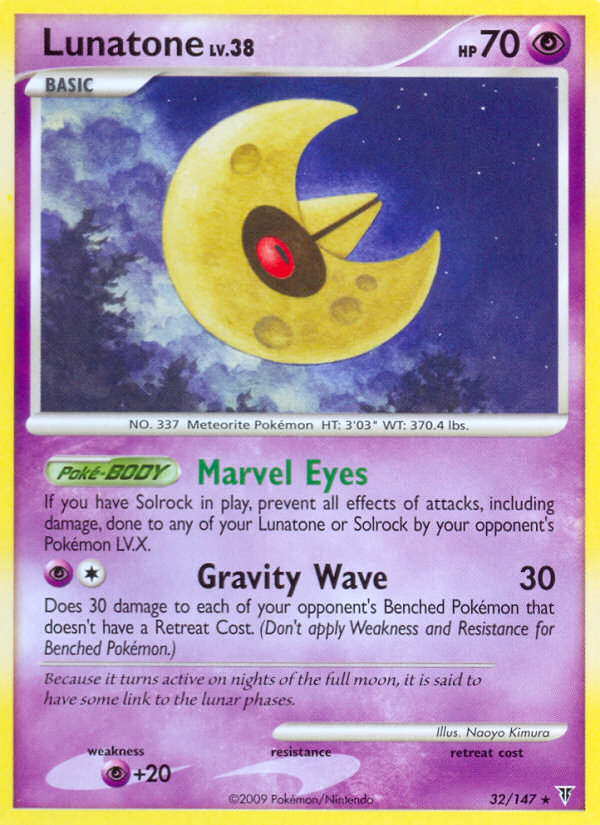 Lunatone LV.38 HP 70
BASIC
NO. 337 Meteorite Pokémon HT: 3'03" WT: 370.4 lbs.
Poké-BODY Marvel Eyes
If you have Solrock in play, prevent all effects of attacks, including
damage, done to any of your Lunatone or Solrock by your opponent's
Pokémon LV.X.
Gravity Wave 30
Does 30 damage to each of your opponent's Benched Pokémon that
doesn't have a Retreat Cost. (Don't apply Weakness and Resistance for
Benched Pokémon.)
Because it turns active on nights of the full moon, it is said to
have some link to the lunar phases.
Illus. Naoyo Kimura
weakness resistance retreat cost
+20
©2009 Pokémon/Nintendo 32/147 ★